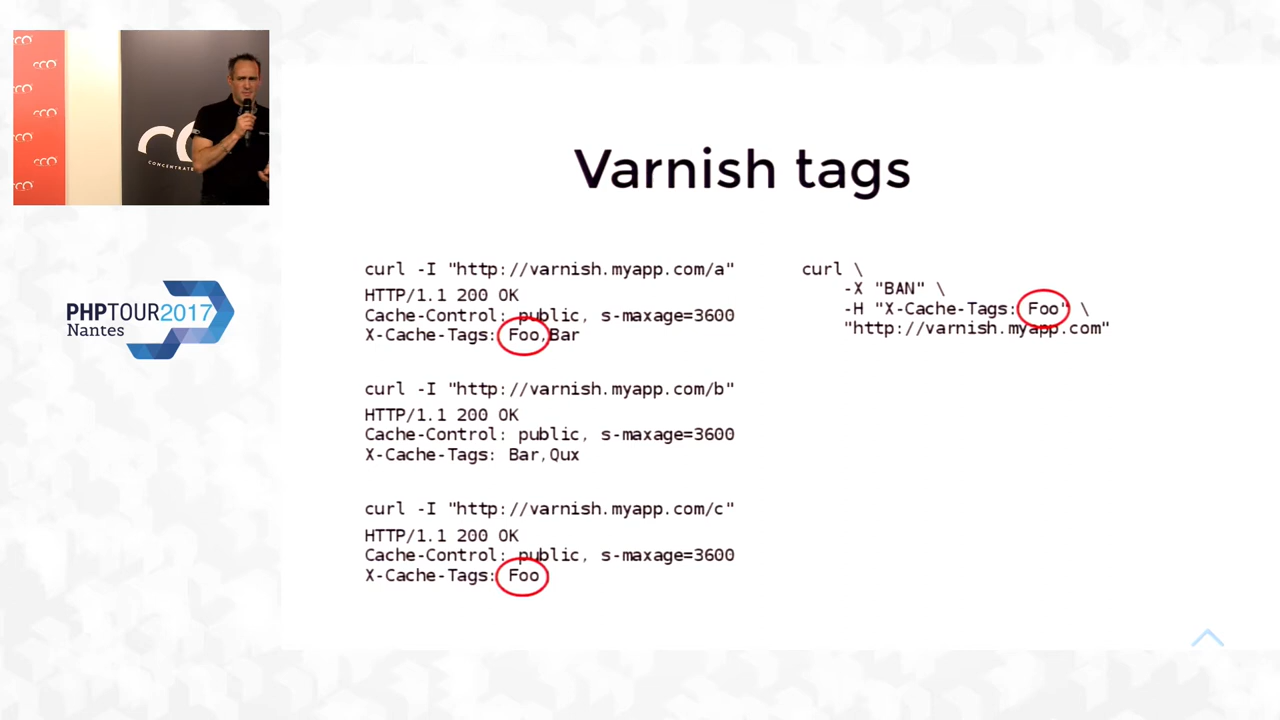 CONCENTRATE
PHPTOUR2017
Nantes
Varnish tags
curl -I "http://varnish.myapp.com/a"
HTTP/1.1 200 OK
Cache-Control: public, s-maxage=3600
X-Cache-Tags: Foo,Bar
curl -I "http://varnish.myapp.com/b"
HTTP/1.1 200 OK
Cache-Control: public, s-maxage=3600
X-Cache-Tags: Bar,Qux
curl -I "http://varnish.myapp.com/c"
HTTP/1.1 200 OK
Cache-Control: public, s-maxage=3600
X-Cache-Tags: Foo
curl \
-X "BAN" \
-H "X-Cache-Tags: Foo" \
"http://varnish.myapp.com"